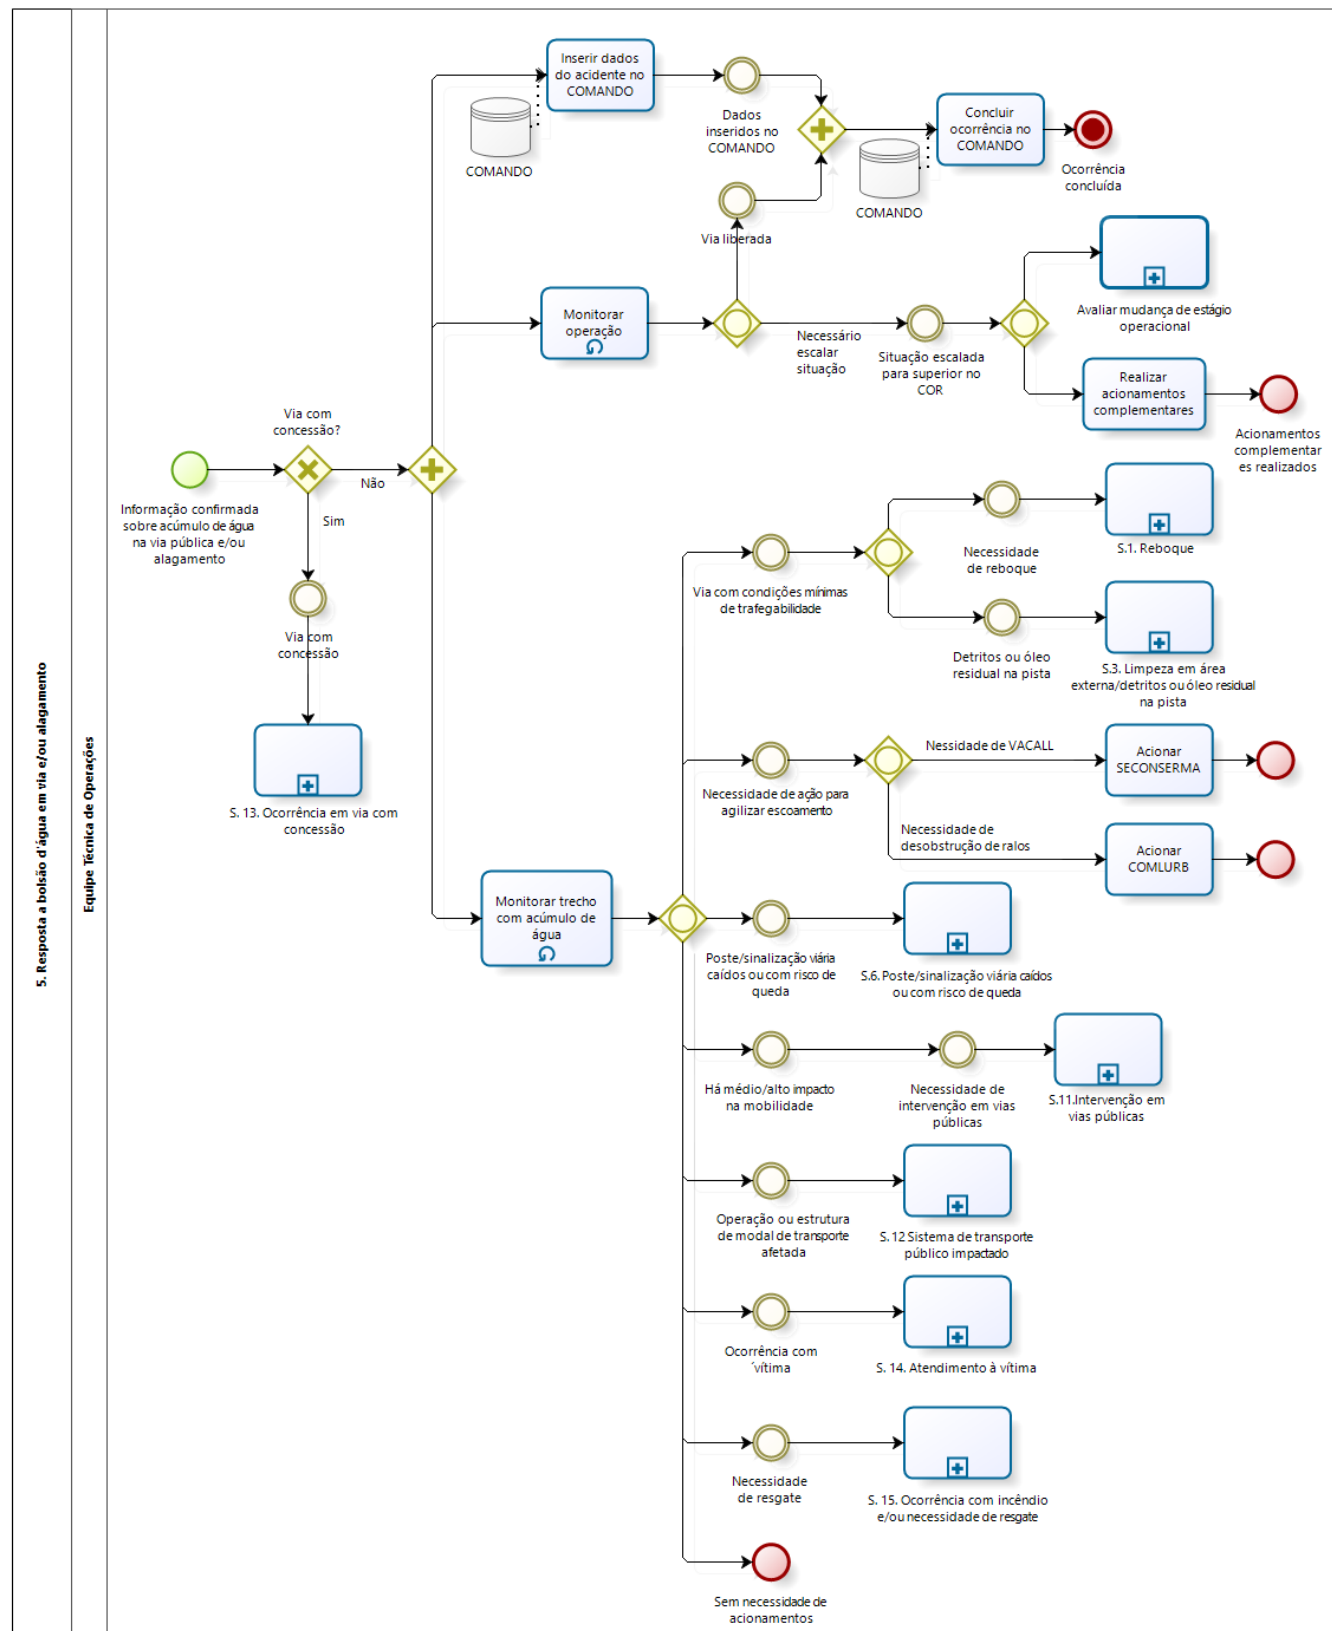 5. Resposta a bolsão d'água em via e/ou alagamento
Equipe Técnica de Operações
Inserir dados
do acidente no
COMANDO
COMANDO
Dados
inseridos no
COMANDO
Concluir
ocorrência no
COMANDO
COMANDO
Ocorrência
concluída
Via liberada
Monitorar
operação
Necessário
escalar
situação
Situação escalada
para superior no
COR
Avaliar mudança de estágio
operacional
Realizar
acionamentos
complementares
Acionamentos
complementar
es realizados
Via com
concessão?
Não
Sim
Informação confirmada
sobre acúmulo de água
na via pública e/ou
alagamento
Via com
concessão
S. 13. Ocorrência em via com
concessão
Via com condições mínimas
de trafegabilidade
Necessidade
de reboque
S.1. Reboque
Detritos ou óleo
residual na pista
S.3. Limpeza em área
externa/detritos ou óleo residual
na pista
Necessidade de ação para
agilizar escoamento
Nessidade de VACALL
Acionar
SECONSERMA
Necessidade de
desobstrução de ralos
Acionar
COMLURB
Monitorar trecho
com acúmulo de
água
Poste/sinalização viária
caídos ou com risco de
queda
S.6. Poste/sinalização viária caídos
ou com risco de queda
Há médio/alto impacto
na mobilidade
Necessidade de
intervenção em vias
públicas
S.11.Intervenção em
vias públicas
Operação ou estrutura
de modal de transporte
afetada
S. 12 Sistema de transporte
público impactado
Ocorrência com
´vítima
S. 14. Atendimento à vítima
Necessidade
de resgate
S. 15. Ocorrência com incêndio
e/ou necessidade de resgate
Sem necessidade de
acionamentos